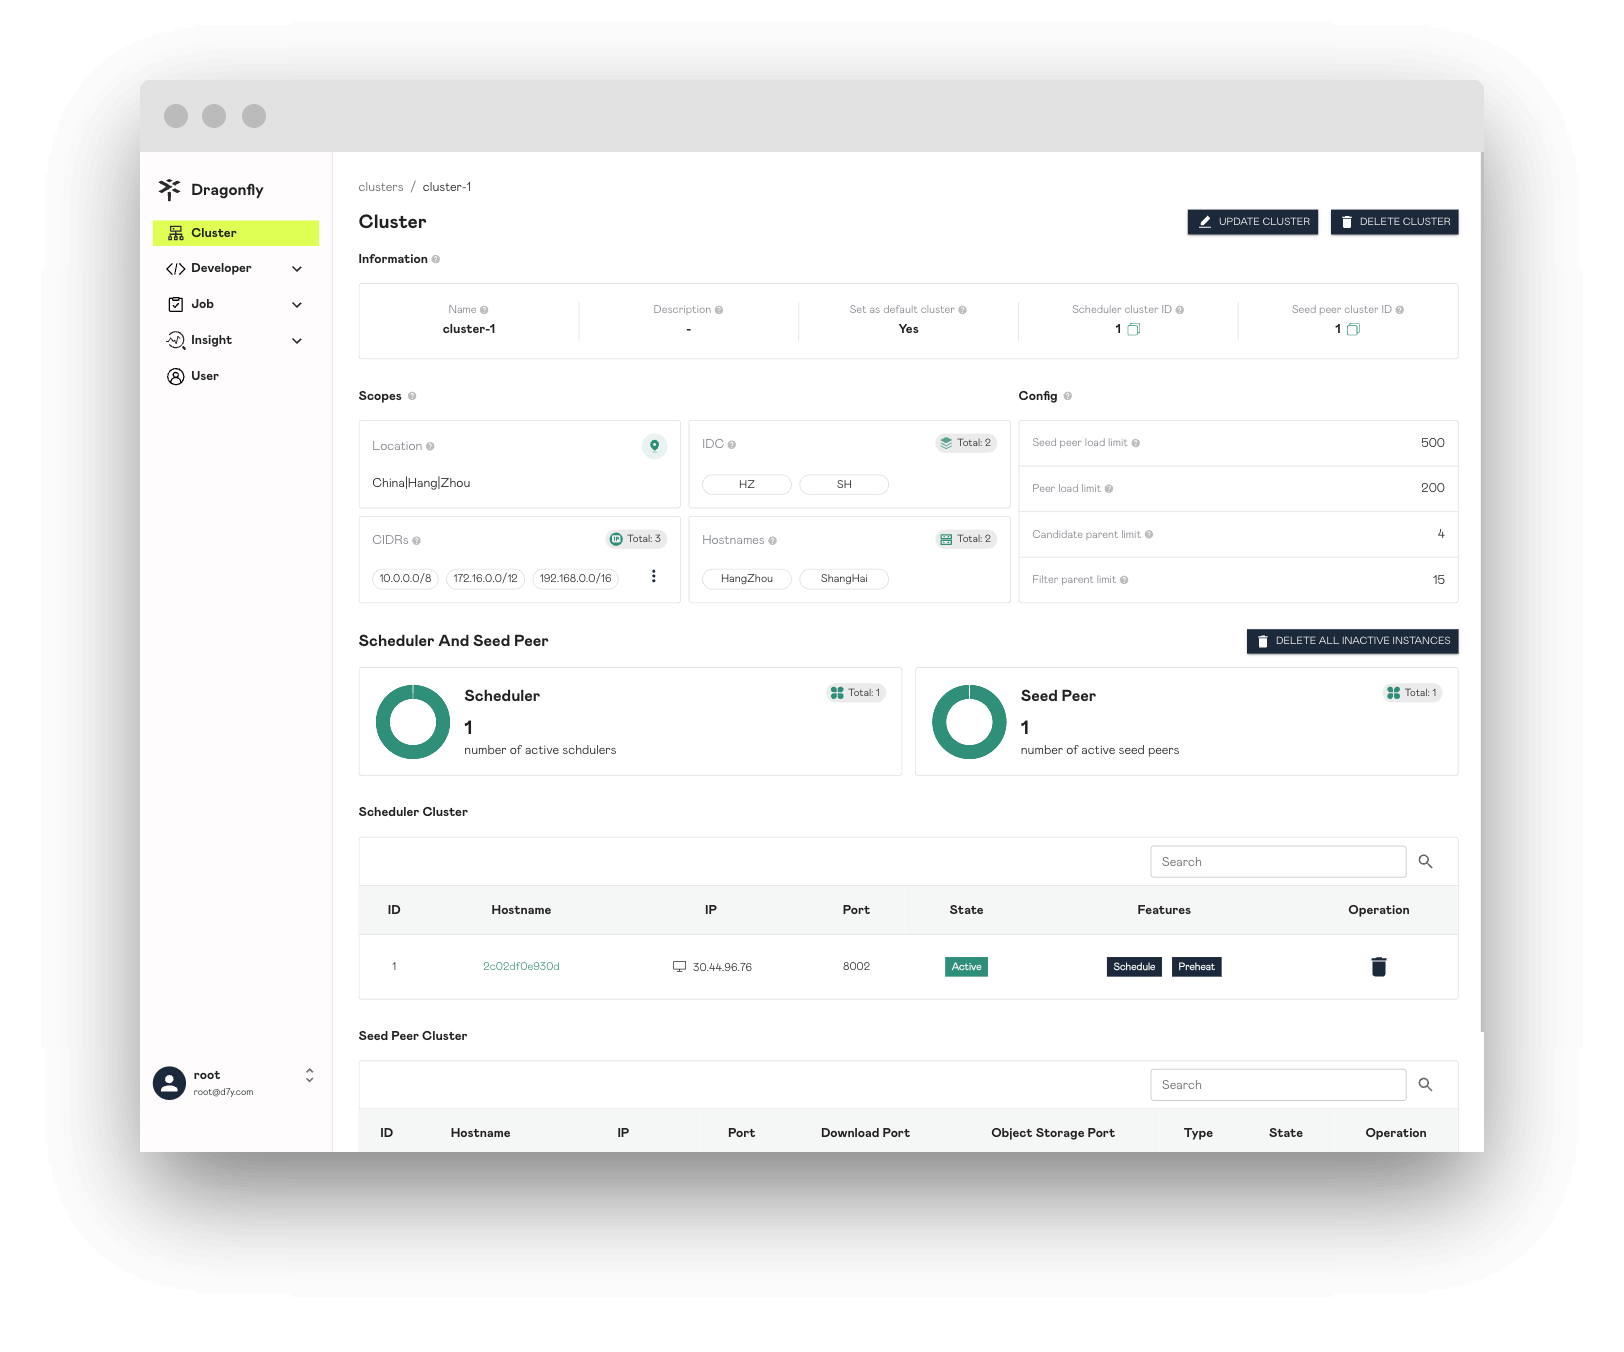 Dragonfly
Cluster
Developer
Job
Insight
User
root
root@d7y.com
clusters / cluster-1
Cluster
UPDATE CLUSTER
DELETE CLUSTER
Information
Name
cluster-1
Description
-
Set as default cluster
Yes
Scheduler cluster ID
1
Seed peer cluster ID
1
Scopes
Location
China|Hang|Zhou
IDC
Total: 2
HZ
SH
CIDRs
Total: 3
10.0.0.0/8
172.16.0.0/12
192.168.0.0/16
Hostnames
Total: 2
HangZhou
ShangHai
Config
Seed peer load limit
500
Peer load limit
200
Candidate parent limit
4
Filter parent limit
15
Scheduler And Seed Peer
DELETE ALL INACTIVE INSTANCES
Scheduler
Total: 1
1
number of active schdulers
Seed Peer
Total: 1
1
number of active seed peers
Scheduler Cluster
Search
ID Hostname IP Port State Features Operation
1 2c02df0e930d 30.44.96.76 8002 Active Schedule Preheat
Seed Peer Cluster
Search
ID Hostname IP Port Download Port Object Storage Port Type State Operation